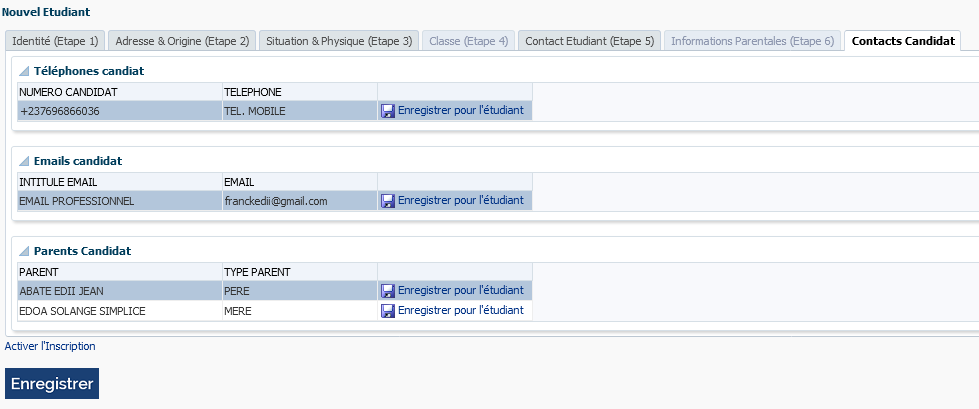 Nouvel Etudiant
Identité (Etape 1) Adresse & Origine (Etape 2) Situation & Physique (Etape 3) Classe (Etape 4) Contact Etudiant (Etape 5) Informations Parentales (Etape 6) Contacts Candidat
Téléphones candiat
NUMERO CANDIDAT TELEPHONE
+237696866036 TEL. MOBILE Enregistrer pour l'étudiant
Emails candidat
INTITULE EMAIL EMAIL
EMAIL PROFESSIONNEL franckedii@gmail.com Enregistrer pour l'étudiant
Parents Candidat
PARENT TYPE PARENT
ABATE EDII JEAN PERE Enregistrer pour l'étudiant
EDOA SOLANGE SIMPLICE MERE Enregistrer pour l'étudiant
Activer l'Inscription
Enregistrer